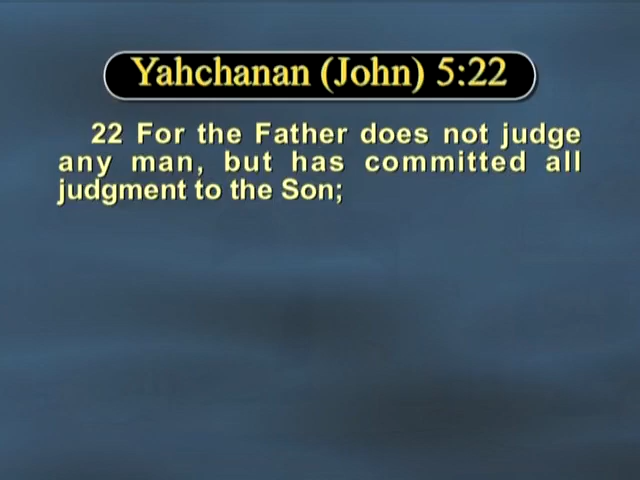 Yahchanan (John) 5:22
22 For the Father does not judge
any man, but has committed all
judgment to the Son;